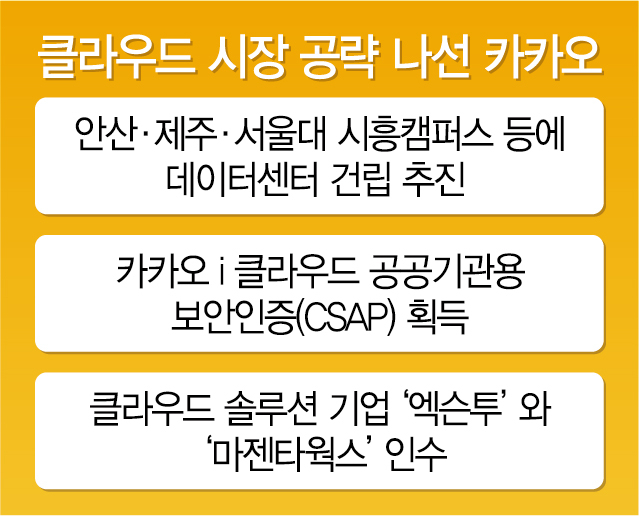 클라우드 시장 공략 나선 카카오
안산·제주·서울대 시흥캠퍼스 등에
데이터센터 건립 추진
카카오 i 클라우드 공공기관용
보안인증(CSAP) 획득
클라우드 솔루션 기업 ‘엑슨투’ 와
‘마젠타웍스’ 인수